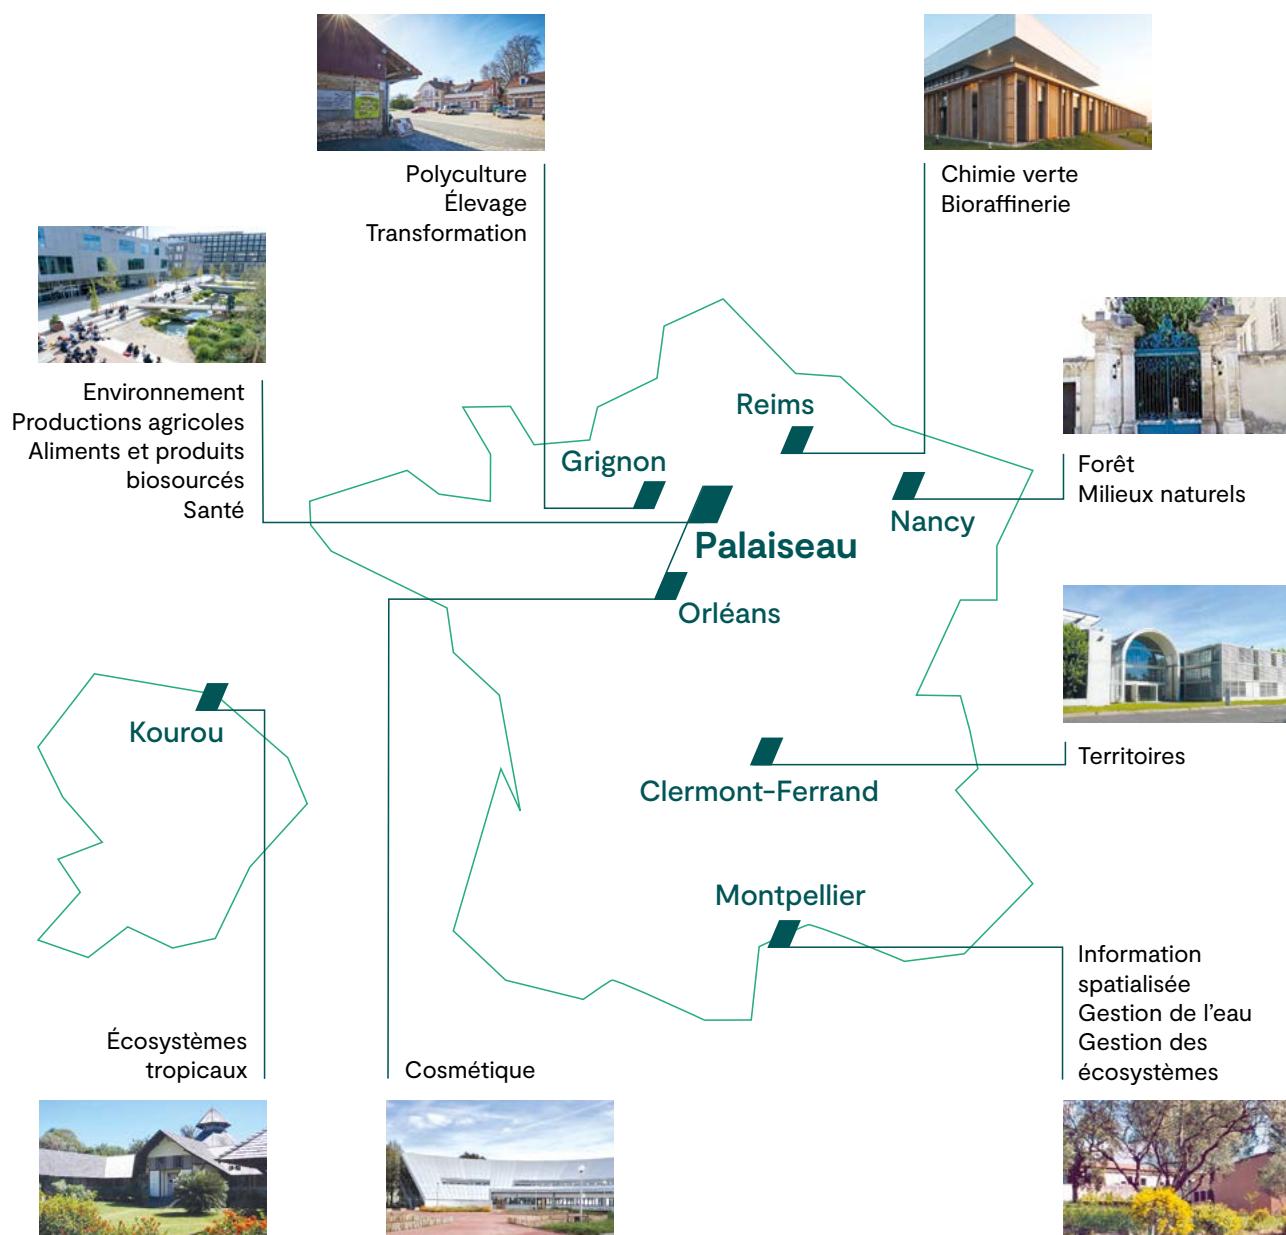 Polyculture
Élevage
Transformation
Chimie verte
Bioraffinerie
Environnement
Productions agricoles
Aliments et produits
biosourcés
Santé
Reims
Grignon
Forêt
Milieux naturels
Nancy
Palaiseau
Orléans
Kourou
Territoires
Clermont-Ferrand
Montpellier
Information
spatialisée
Gestion de l’eau
Gestion des
écosystèmes
Écosystèmes
tropicaux
Cosmétique